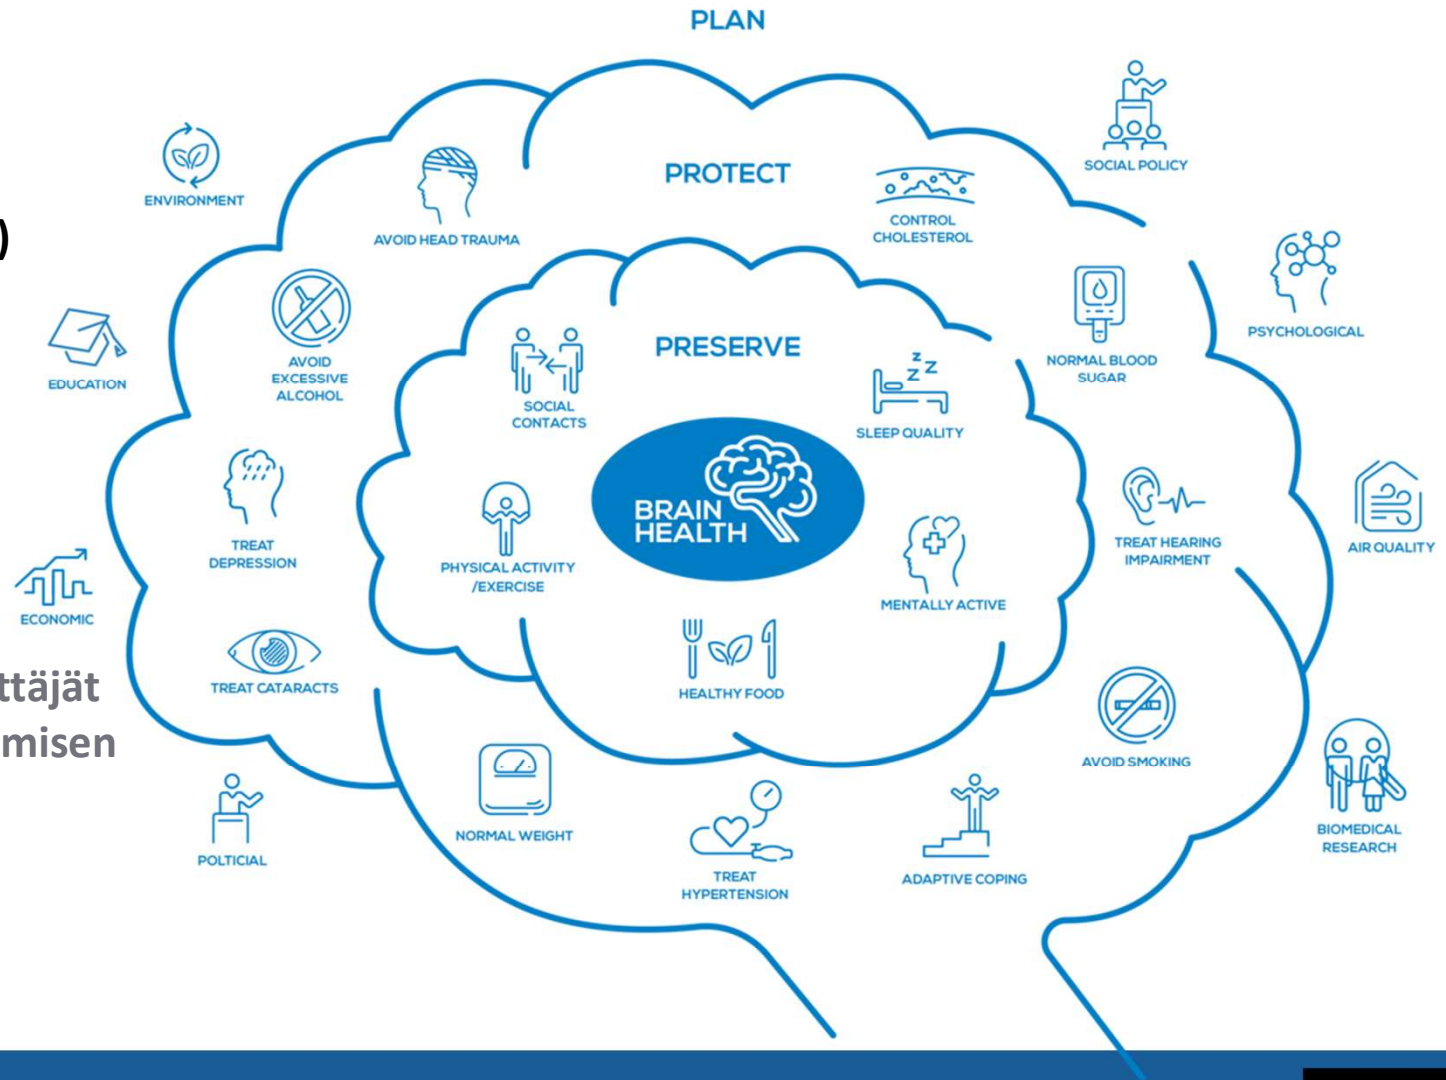 PLAN
SOCIAL POLICY
ENVIRONMENT
PROTECT
AVOID HEAD TRAUMA
CONTROL
CHOLESTEROL
)
PSYCHOLOGICAL
EDUCATION
AVOID
EXCESSIVE
ALCOHOL
NORMAL BLOOD
SUGAR
PRESERVE
SOCIAL
CONTACTS
z z Z
SLEEP QUALITY
BRAIN
HEALTH
TREAT
DEPRESSION
PHYSICAL ACTIVITY
/EXERCISE
MENTALLY ACTIVE
TREAT HEARING
IMPAIRMENT
AIR QUALITY
ECONOMIC
TREAT CATARACTS
HEALTHY FOOD
ttäjät
misen
AVOID SMOKING
POLTICIAL
NORMAL WEIGHT
TREAT
HYPERTENSION
ADAPTIVE COPING
BIOMEDICAL
RESEARCH